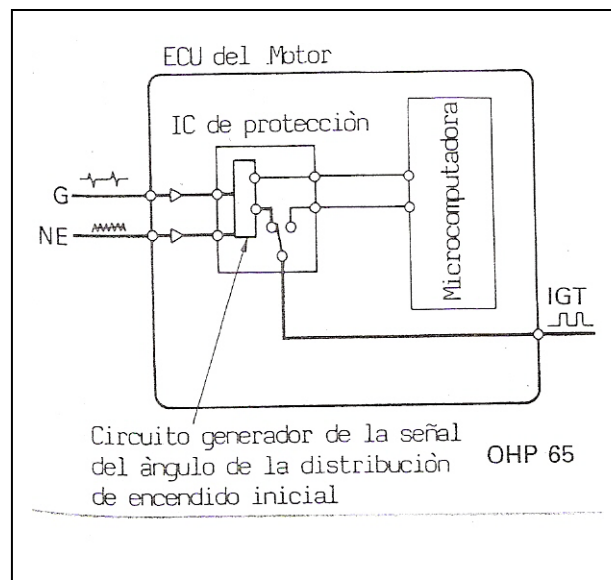 ECU del Motor
IC de protecciòn
G
NE
Microcomputadora
IGT
Circuito generador de la señal
del àngulo de la distribuciòn
de encendido inicial
OHP 65